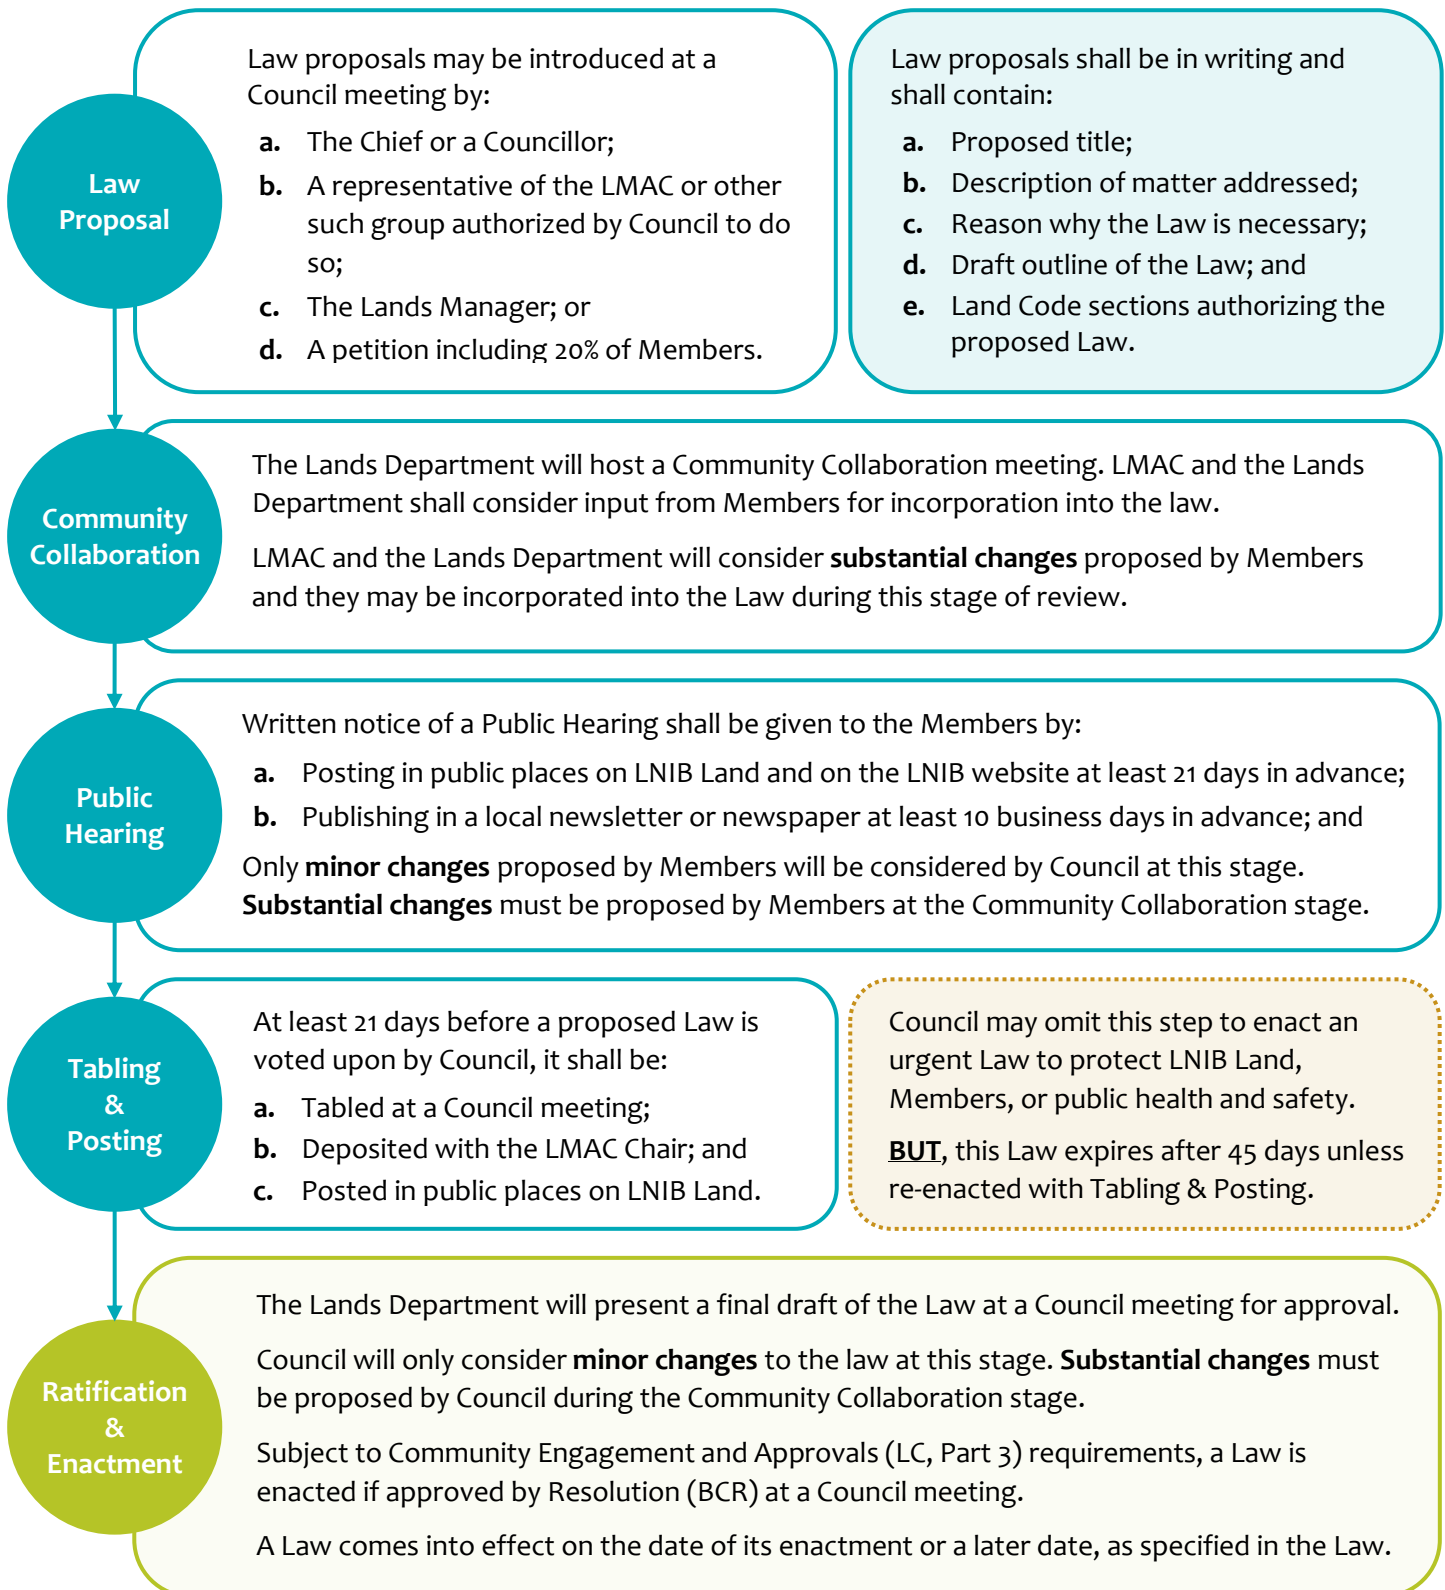 Law
Proposal
Law proposals may be introduced at a
Council meeting by:
a. The Chief or a Councillor;
b. A representative of the LMAC or other
such group authorized by Council to do
so;
c. The Lands Manager; or
d. A petition including 20% of Members.
Law proposals shall be in writing and
shall contain:
a. Proposed title;
b. Description of matter addressed;
c. Reason why the Law is necessary;
d. Draft outline of the Law; and
e. Land Code sections authorizing the
proposed Law.
Community
Collaboration
The Lands Department will host a Community Collaboration meeting. LMAC and the Lands
Department shall consider input from Members for incorporation into the law.
LMAC and the Lands Department will consider substantial changes proposed by Members
and they may be incorporated into the Law during this stage of review.
Public
Hearing
Written notice of a Public Hearing shall be given to the Members by:
a. Posting in public places on LNIB Land and on the LNIB website at least 21 days in advance;
b. Publishing in a local newsletter or newspaper at least 10 business days in advance; and
Only minor changes proposed by Members will be considered by Council at this stage.
Substantial changes must be proposed by Members at the Community Collaboration stage.
Tabling
&
Posting
At least 21 days before a proposed Law is
voted upon by Council, it shall be:
a. Tabled at a Council meeting;
b. Deposited with the LMAC Chair; and
c. Posted in public places on LNIB Land.
Council may omit this step to enact an
urgent Law to protect LNIB Land,
Members, or public health and safety.
BUT, this Law expires after 45 days unless
re-enacted with Tabling & Posting.
Ratification
&
Enactment
The Lands Department will present a final draft of the Law at a Council meeting for approval.
Council will only consider minor changes to the law at this stage. Substantial changes must
be proposed by Council during the Community Collaboration stage.
Subject to Community Engagement and Approvals (LC, Part 3) requirements, a Law is
enacted if approved by Resolution (BCR) at a Council meeting.
A Law comes into effect on the date of its enactment or a later date, as specified in the Law.